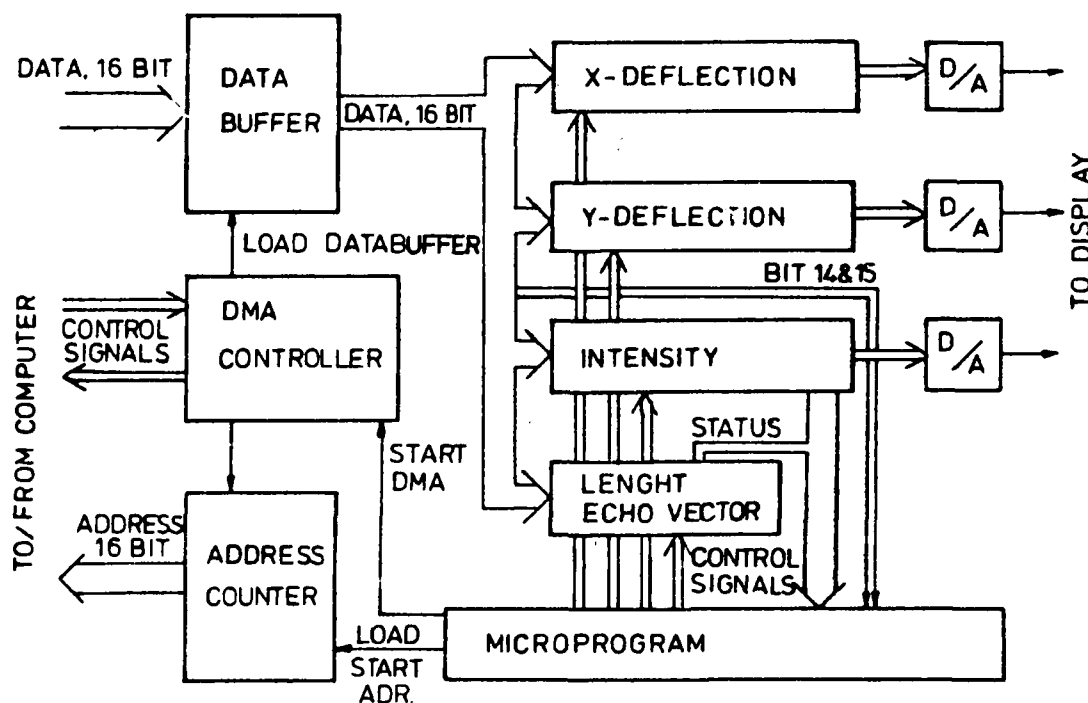 DATA, 16 BIT
DATA
BUFFER
DATA, 16 BIT
X-DEFLECTION
D/A
Y-DEFLECTION
D/A
TO DISPLAY
LOAD DATABUFFER
BIT 14&15
TO/FROM COMPUTER
CONTROL
SIGNALS
DMA
CONTROLLER
INTENSITY
D/A
START
DMA
STATUS
LENGHT
ECHO VECTOR
ADDRESS
16 BIT
ADDRESS
COUNTER
CONTROL
SIGNALS
LOAD
START
ADR.
MICROPROGRAM